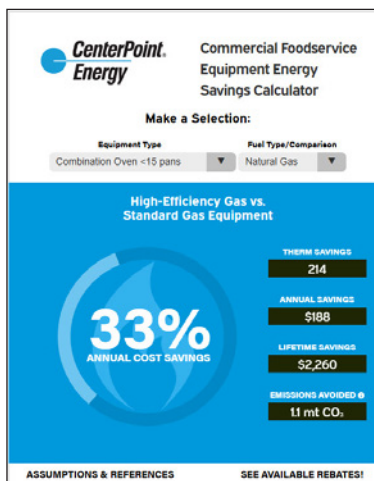 CenterPoint.
Energy
Commercial Foodservice
Equipment Energy
Savings Calculator
Make a Selection:
Equipment Type
Combination Oven <15 pans
Fuel Type/Comparison
Natural Gas
High-Efficiency Gas vs.
Standard Gas Equipment
33%
ANNUAL COST SAVINGS
THERM SAVINGS
214
ANNUAL SAVINGS
$188
LIFETIME SAVINGS
$2,260
EMISSIONS AVOIDED
1.1 mt CO₂
ASSUMPTIONS & REFERENCES
SEE AVAILABLE REBATES!